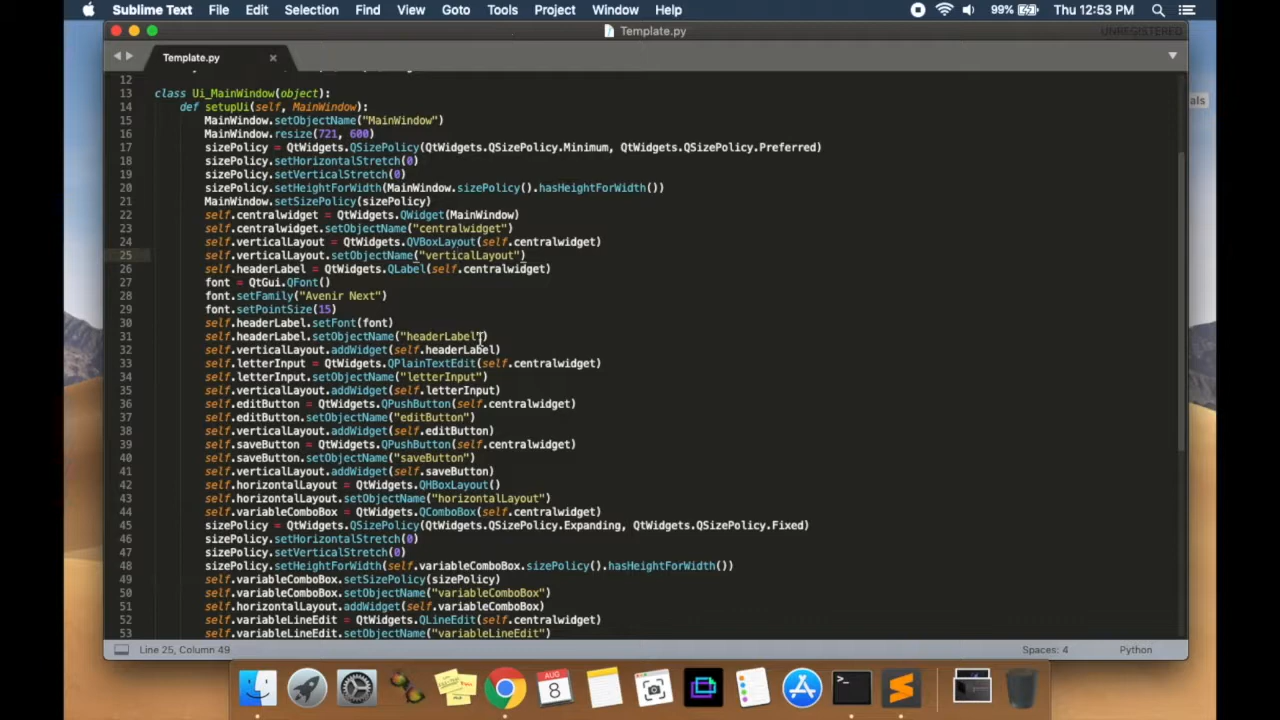 Sublime Text File Edit Selection Find View Goto Tools Project Window Help 99% Thu 12:53 PM
Template.py UNREGISTERED
Template.py
als
12
13 class Ui_MainWindow(object):
14 def setupUi(self, MainWindow):
15 MainWindow.setObjectName("MainWindow")
16 MainWindow.resize(721, 600)
17 sizePolicy = QtWidgets.QSizePolicy(QtWidgets.QSizePolicy.Minimum, QtWidgets.QSizePolicy.Preferred)
18 sizePolicy.setHorizontalStretch(0)
19 sizePolicy.setVerticalStretch(0)
20 sizePolicy.setHeightForWidth(MainWindow.sizePolicy().hasHeightForWidth())
21 MainWindow.setSizePolicy(sizePolicy)
22 self.centralwidget = QtWidgets.QWidget(MainWindow)
23 self.centralwidget.setObjectName("centralwidget")
24 self.verticalLayout = QtWidgets.QVBoxLayout(self.centralwidget)
25 self.verticalLayout.setObjectName("verticalLayout")
26 self.headerLabel = QtWidgets.QLabel(self.centralwidget)
27 font = QtGui.QFont()
28 font.setFamily("Avenir Next")
29 font.setPointSize(15)
30 self.headerLabel.setFont(font)
31 self.headerLabel.setObjectName("headerLabel")
32 self.verticalLayout.addWidget(self.headerLabel)
33 self.letterInput = QtWidgets.QPlainTextEdit(self.centralwidget)
34 self.letterInput.setObjectName("letterInput")
35 self.verticalLayout.addWidget(self.letterInput)
36 self.editButton = QtWidgets.QPushButton(self.centralwidget)
37 self.editButton.setObjectName("editButton")
38 self.verticalLayout.addWidget(self.editButton)
39 self.saveButton = QtWidgets.QPushButton(self.centralwidget)
40 self.saveButton.setObjectName("saveButton")
41 self.verticalLayout.addWidget(self.saveButton)
42 self.horizontalLayout = QtWidgets.QHBoxLayout()
43 self.horizontalLayout.setObjectName("horizontalLayout")
44 self.variableComboBox = QtWidgets.QComboBox(self.centralwidget)
45 sizePolicy = QtWidgets.QSizePolicy(QtWidgets.QSizePolicy.Expanding, QtWidgets.QSizePolicy.Fixed)
46 sizePolicy.setHorizontalStretch(0)
47 sizePolicy.setVerticalStretch(0)
48 sizePolicy.setHeightForWidth(self.variableComboBox.sizePolicy().hasHeightForWidth())
49 self.variableComboBox.setSizePolicy(sizePolicy)
50 self.variableComboBox.setObjectName("variableComboBox")
51 self.horizontalLayout.addWidget(self.variableComboBox)
52 self.variableLineEdit = QtWidgets.QLineEdit(self.centralwidget)
53 self.variableLineEdit.setObjectName("variableLineEdit")
Line 25, Column 49 Spaces: 4 Python
AUG
8